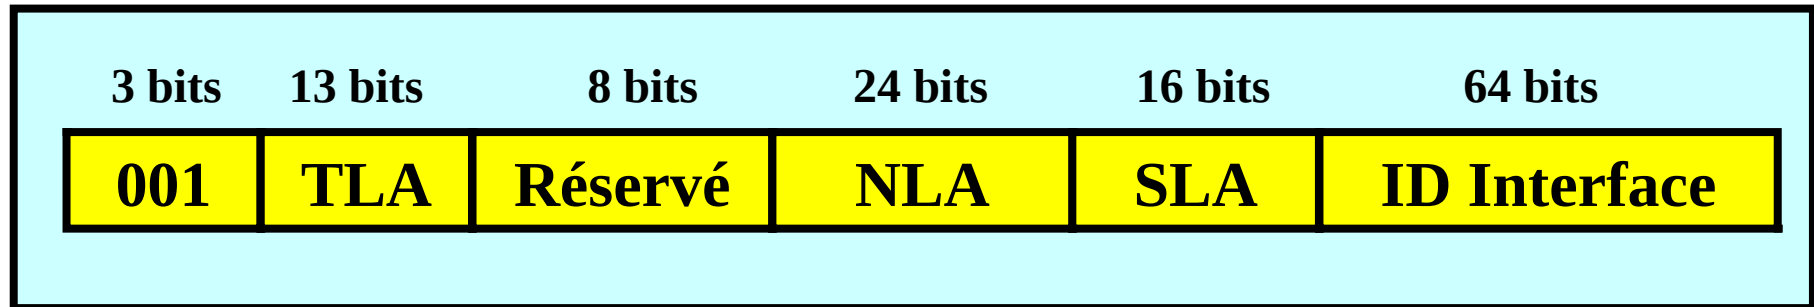 3 bits 13 bits 8 bits 24 bits 16 bits 64 bits
001 TLA Réservé NLA SLA ID Interface